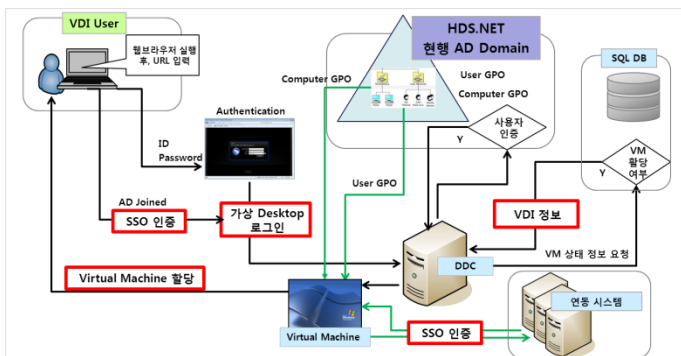 VDI User
웹브라우저 실행
후, URL 입력
HDS.NET
현행 AD Domain
SQL DB
Computer GPO
User GPO
Computer GPO
Authentication
사용자
인증
Y
ID
Password
VM
할당
여부
Y
User GPO
AD Joined
SSO 인증
가상 Desktop
로그인
VDI 정보
DDC
VM 상태 정보 요청
Virtual Machine 할당
Virtual Machine
SSO 인증
연동 시스템